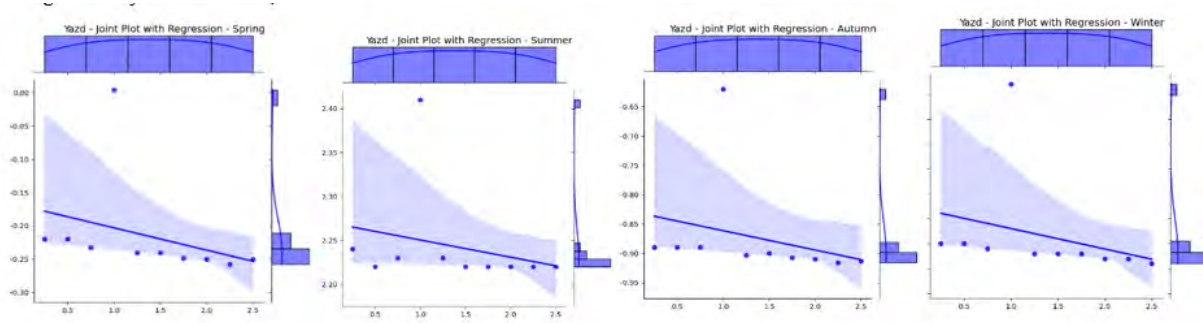 Yazd - Joint Plot with Regression - Spring
0.00
-0.05
-0.10
-0.15
-0.20
-0.25
-0.30
0.5 1.0 1.5 2.0 2.5
Yazd - Joint Plot with Regression - Summer
2.40
2.35
2.30
2.25
2.20
0.5 1.0 1.5 2.0 2.5
Yazd - Joint Plot with Regression - Autumn
-0.65
-0.70
-0.75
-0.80
-0.85
-0.90
-0.95
0.5 1.0 1.5 2.0 2.5
Yazd - Joint Plot with Regression - Winter
0.5 1.0 1.5 2.0 2.5